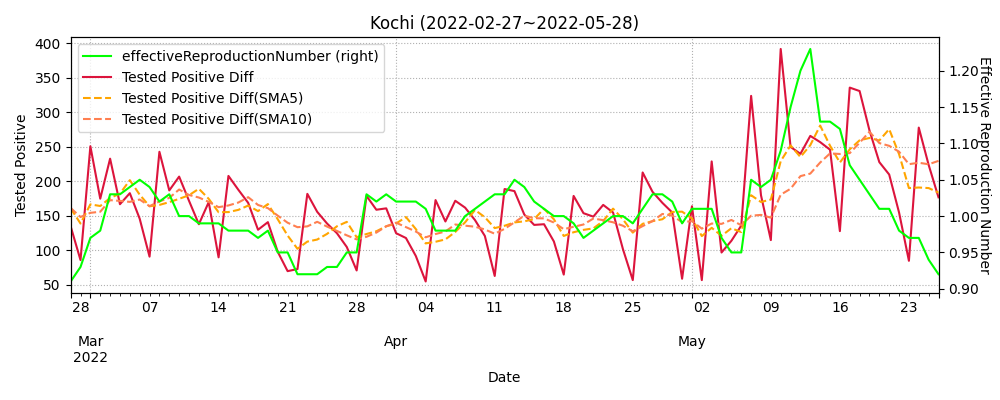 Kochi (2022-02-27~2022-05-28)
effectiveReproductionNumber (right)
Tested Positive Diff
Tested Positive Diff(SMA5)
Tested Positive Diff(SMA10)
Tested Positive
400
350
300
250
200
150
100
50
1.20
1.15
1.10
1.05
1.00
0.95
0.90
Effective Reproduction Number
28 07 14 21 28 04 11 18 25 02 09 16 23
Mar Apr May
2022
Date